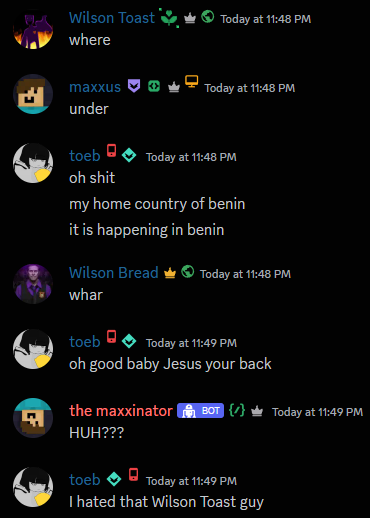 Wilson Toast Today at 11:48 PM
where
maxxus Today at 11:48 PM
under
toeb Today at 11:48 PM
oh shit
my home country of benin
it is happening in benin
Wilson Bread Today at 11:48 PM
whar
toeb Today at 11:49 PM
oh good baby Jesus your back
the maxxinator BOT {/} Today at 11:49 PM
HUH???
toeb Today at 11:49 PM
I hated that Wilson Toast guy